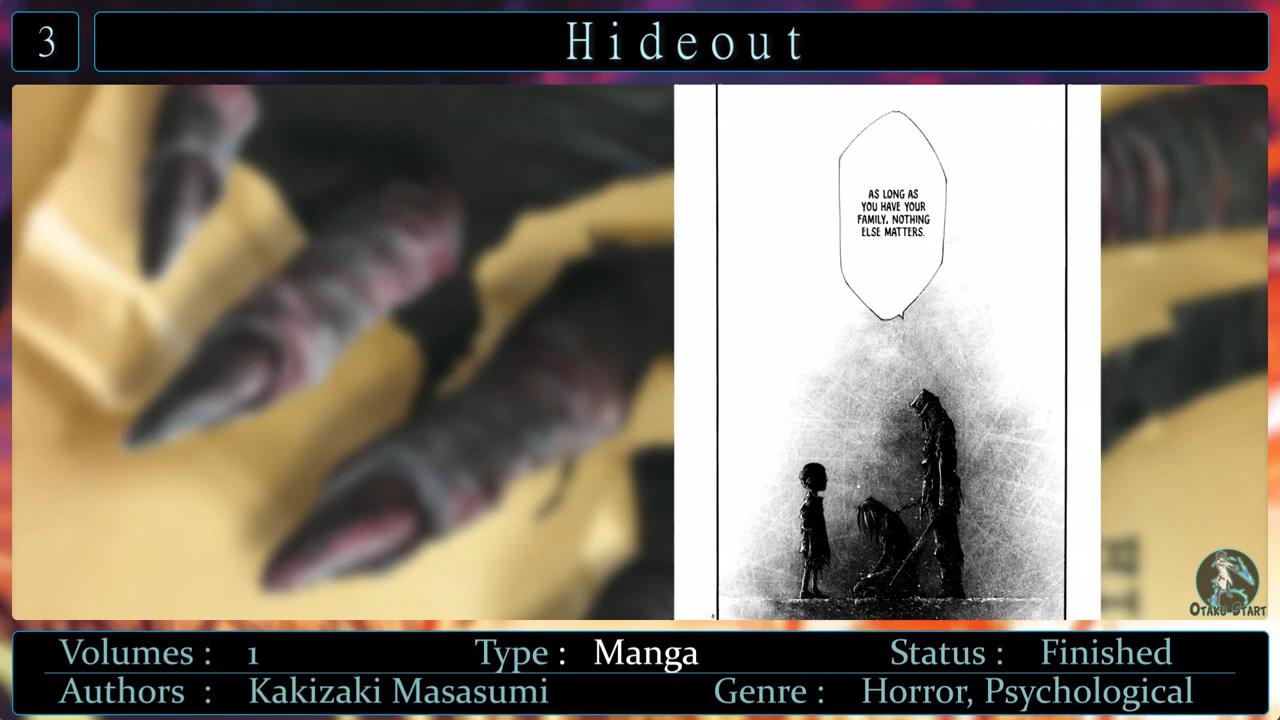 3
Hideout
AS LONG AS
YOU HAVE YOUR
FAMILY, NOTHING
ELSE MATTERS.
HI
OTAKU START
Volumes : 1 Type : Manga Status : Finished
Authors : Kakizaki Masasumi Genre : Horror, Psychological